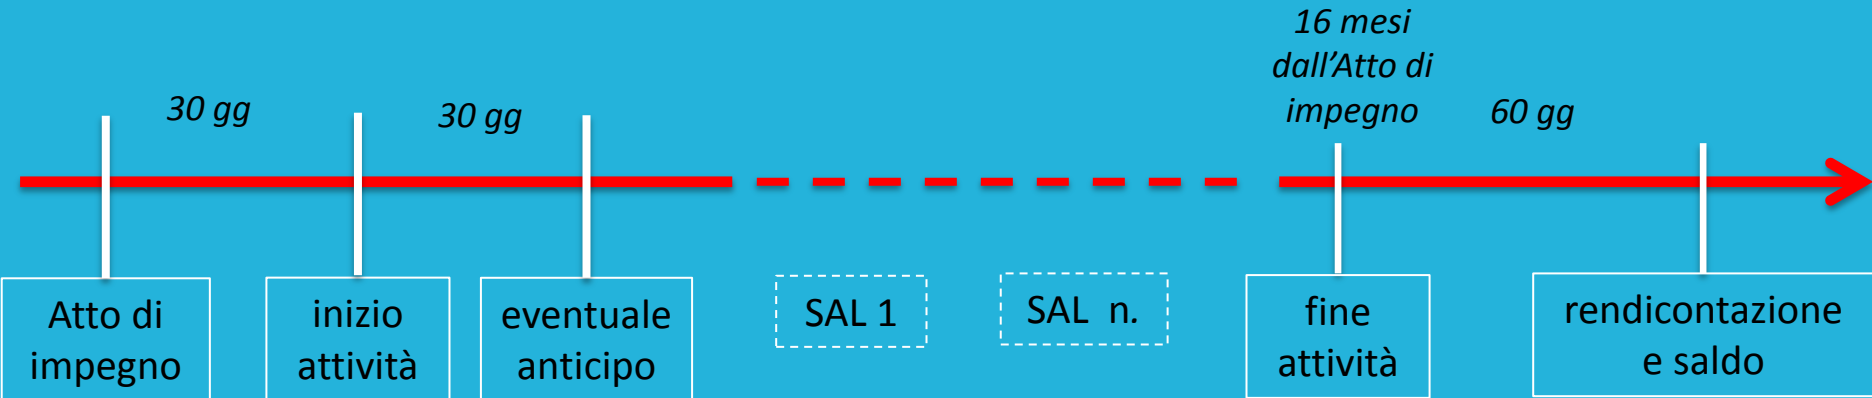 16 mesi
dall’Atto di
impegno
30 gg
30 gg
60 gg
Atto di
impegno
inizio
attività
eventuale
anticipo
SAL 1
SAL n.
fine
attività
rendicontazione
e saldo